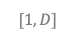 [1, D]